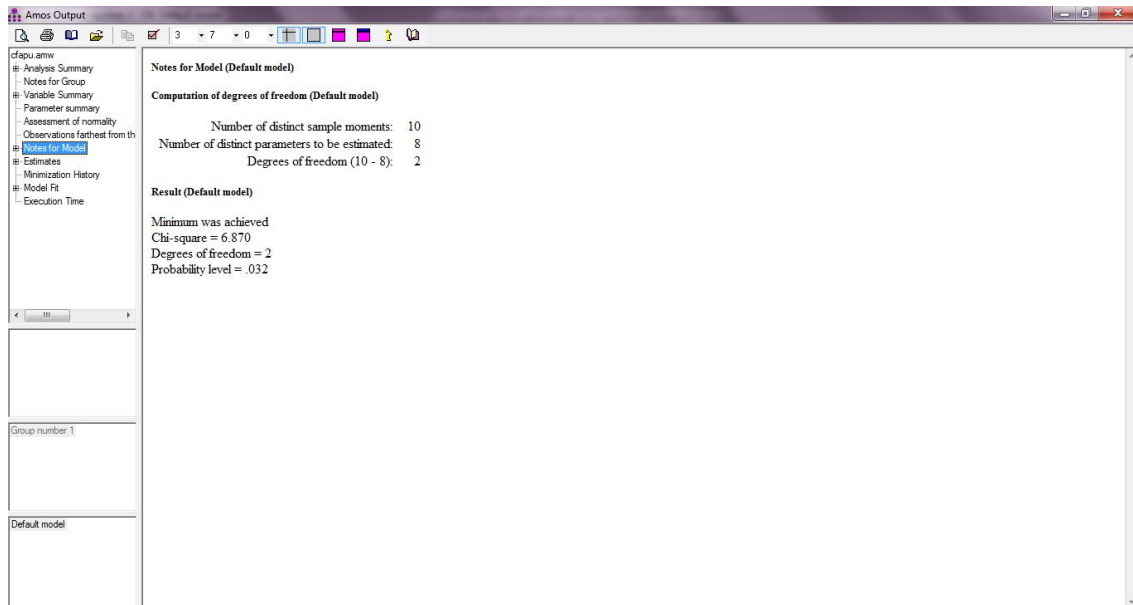 Amos Output
3 7 0
cfapu.amw
Analysis Summary
Notes for Group
Variable Summary
Parameter summary
Assessment of normality
Observations farthest from th
Notes for Model
Estimates
Minimization History
Model Fit
Execution Time
Group number 1
Default model
Notes for Model (Default model)
Computation of degrees of freedom (Default model)
Number of distinct sample moments: 10
Number of distinct parameters to be estimated: 8
Degrees of freedom (10 - 8): 2
Result (Default model)
Minimum was achieved
Chi-square = 6.870
Degrees of freedom = 2
Probability level = .032